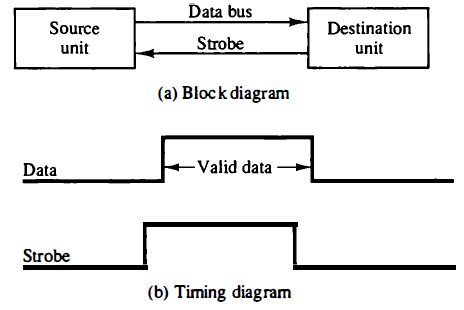 Source
unit
Data bus
Strobe
Destination
unit
(a) Block diagram
Data
Valid data
Strobe
(b) Timing diagram